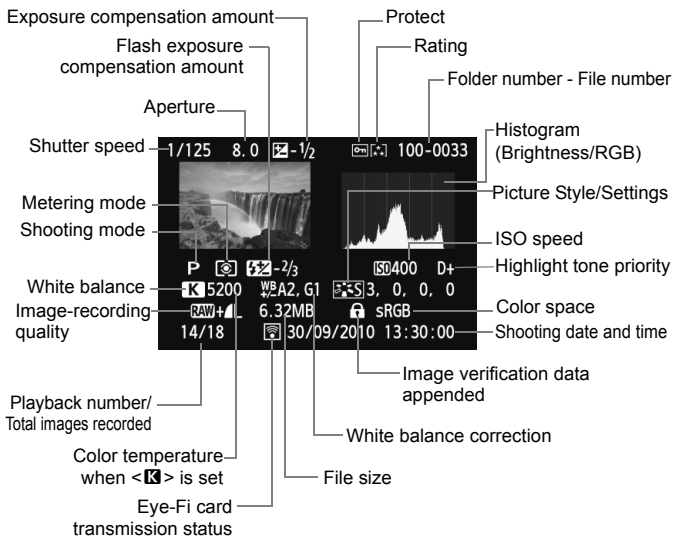 Exposure compensation amount
Protect
Flash exposure
compensation amount
Rating
Folder number - File number
Aperture
Histogram
(Brightness/RGB)
Shutter speed
1/125 8.0 -1/2 100-0033
Picture Style/Settings
Metering mode
Shooting mode
ISO speed
P -2/3 ISO400 D+
Highlight tone priority
White balance
K 5200 WB+/-A2, G1 S3, 0, 0, 0
Image-recording
quality
RAW+L 6.32MB sRGB
Color space
14/18 30/09/2010 13:30:00
Shooting date and time
Image verification data
appended
Playback number/
Total images recorded
White balance correction
Color temperature
when <K> is set
File size
Eye-Fi card
transmission status